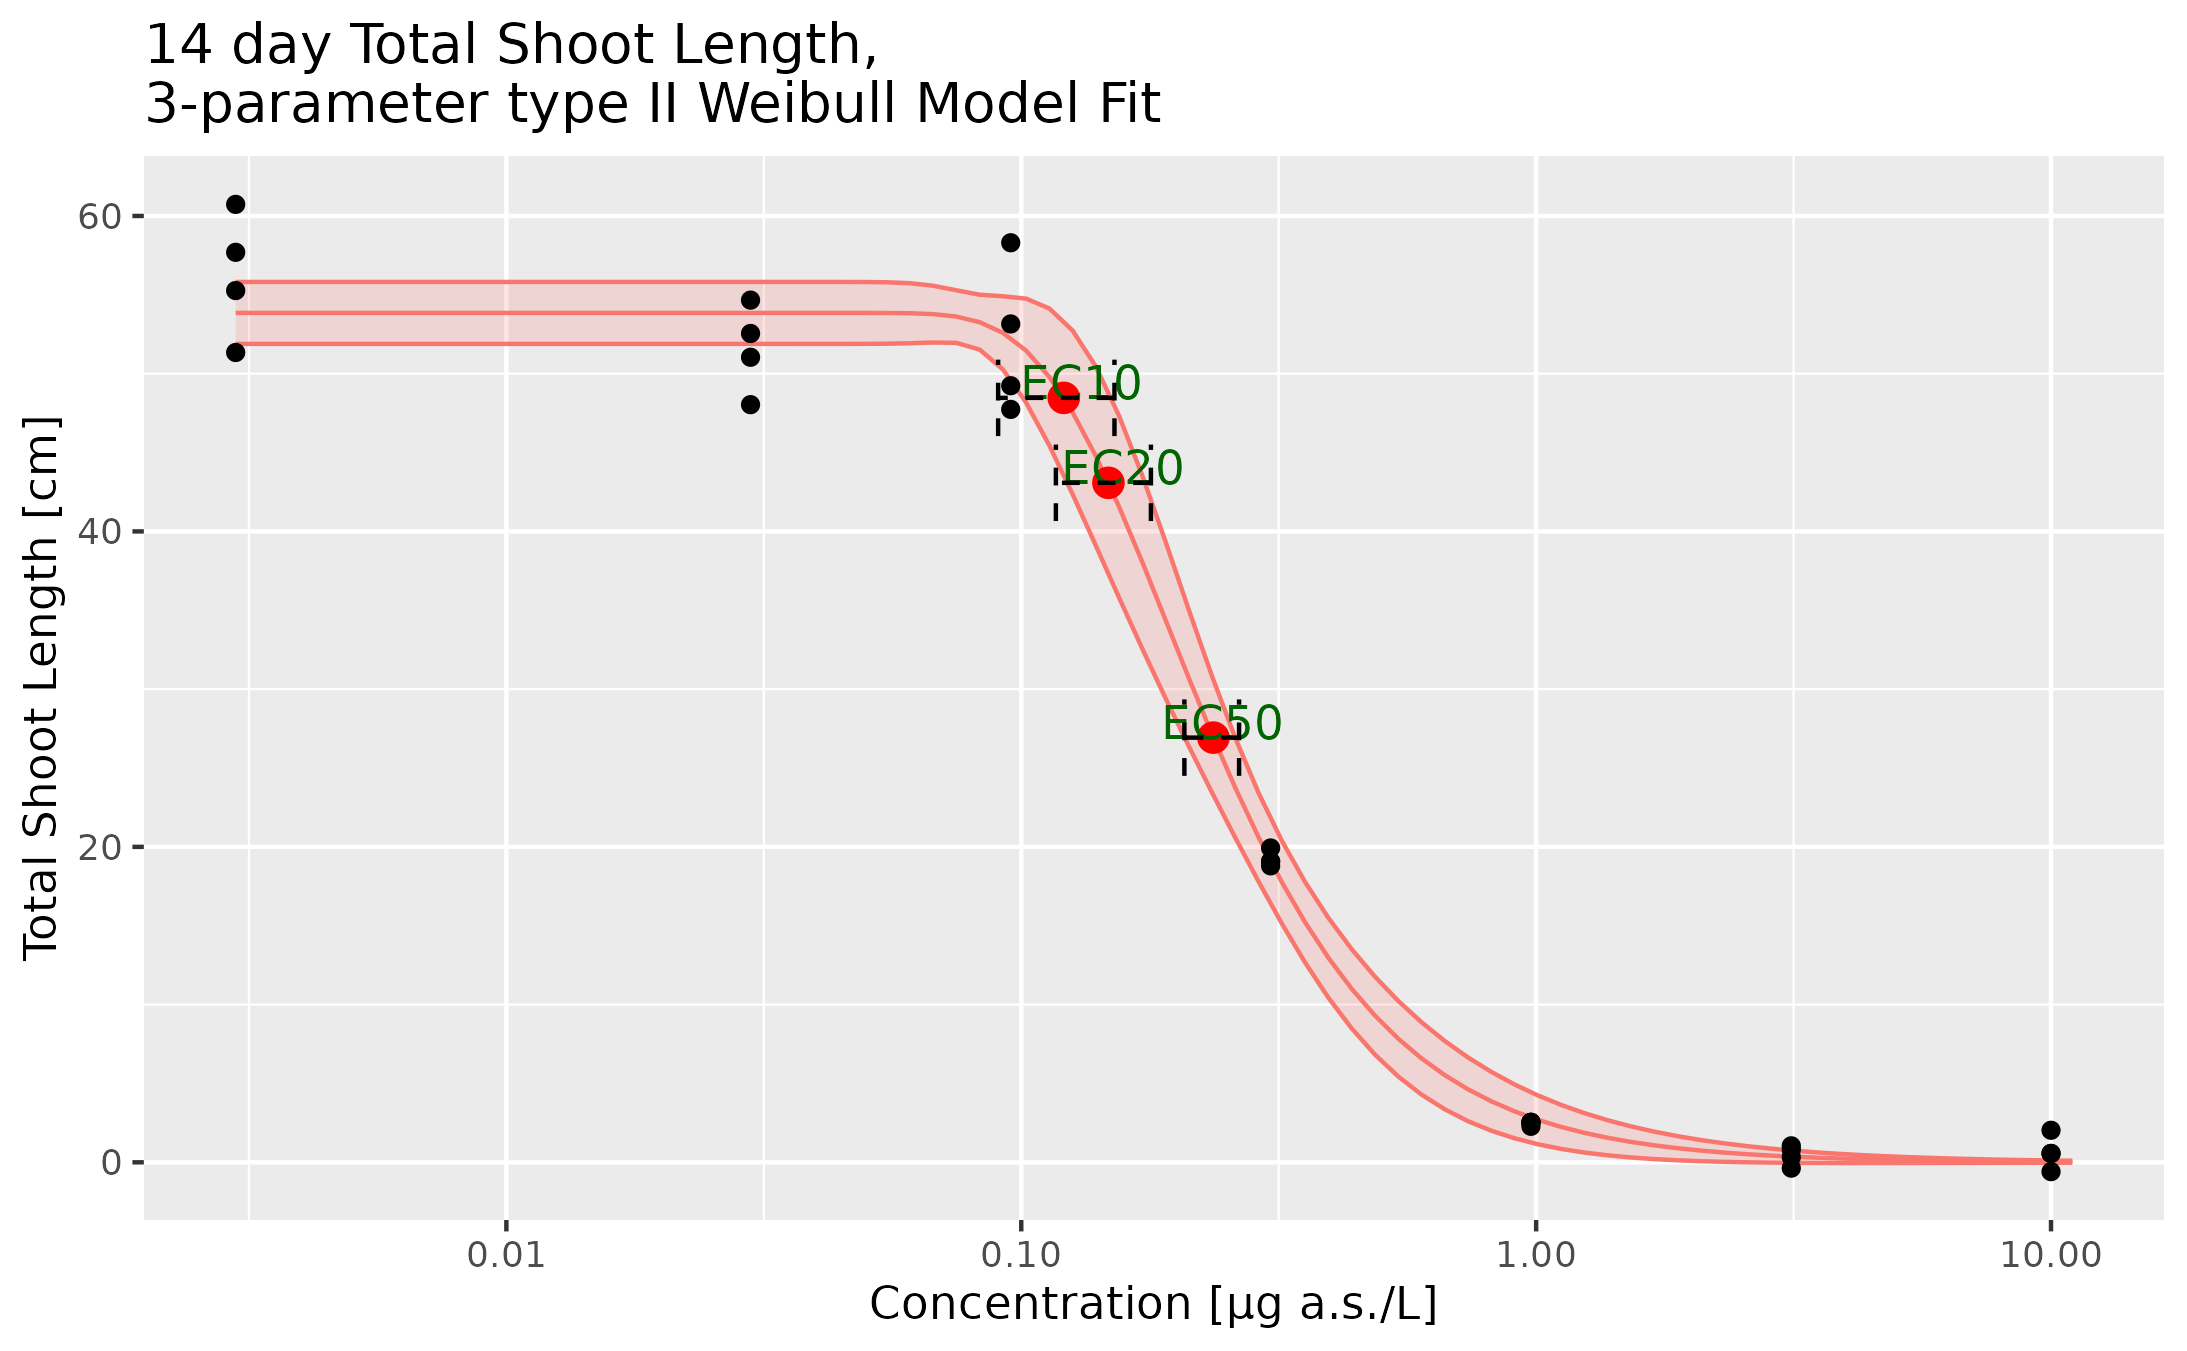 14 day Total Shoot Length,
3-parameter type II Weibull Model Fit
Total Shoot Length [cm]
60
40
20
0
EC10
EC20
EC50
0.01
0.10
1.00
10.00
Concentration [µg a.s./L]